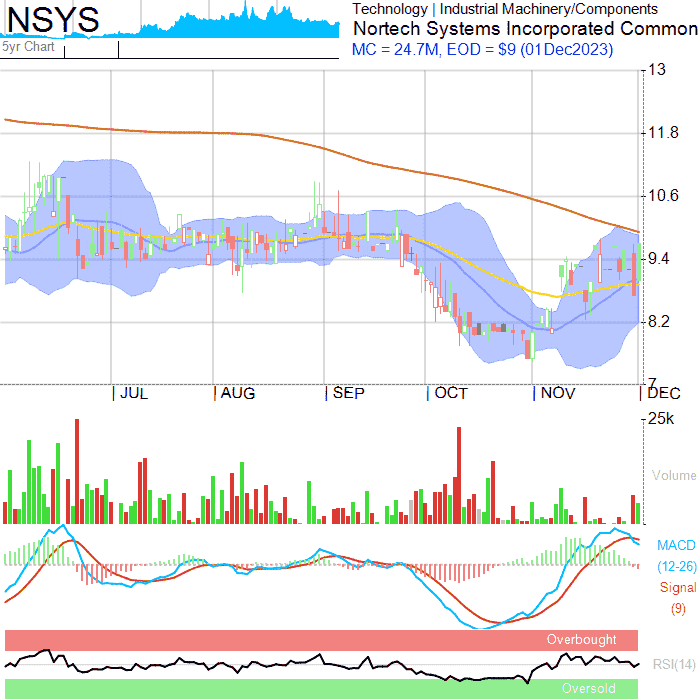 NSYS
Technology | Industrial Machinery/Components
Nortech Systems Incorporated Common
MC = 24.7M, EOD = $9 (01Dec2023)
5yr Chart
13
11.8
10.6
9.4
8.2
7
JUL
AUG
SEP
OCT
NOV
DEC
25k
Volume
MACD
(12-26)
Signal
(9)
Overbought
RSI(14)
Oversold